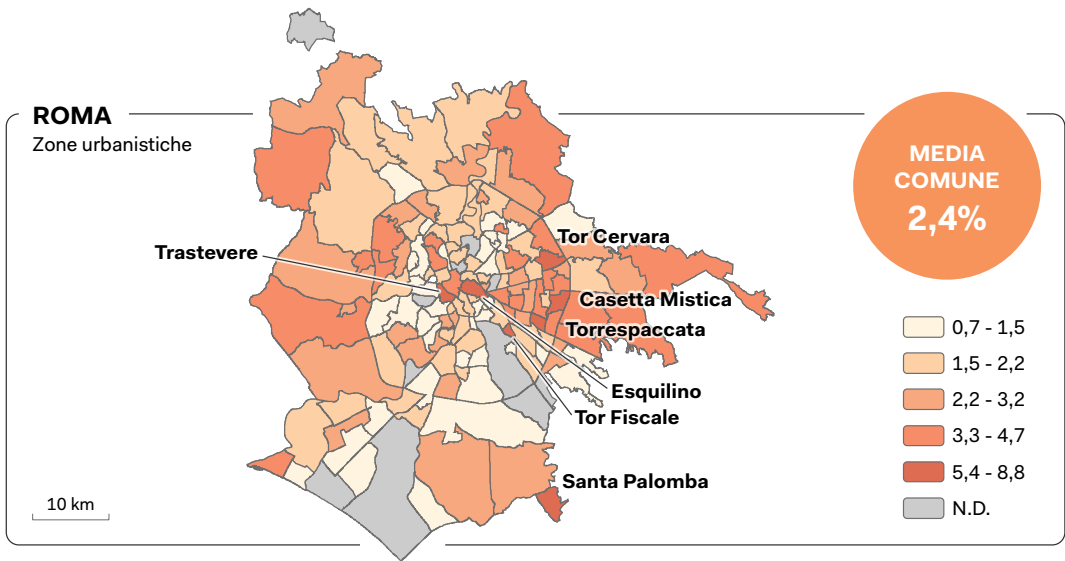 ROMA
Zone urbanistiche
MEDIA
COMUNE
2,4%
Trastevere
Tor Cervara
Casetta Mistica
Torrespaccata
Esquilino
Tor Fiscale
Santa Palomba
0,7 - 1,5
1,5 - 2,2
2,2 - 3,2
3,3 - 4,7
5,4 - 8,8
N.D.
10 km